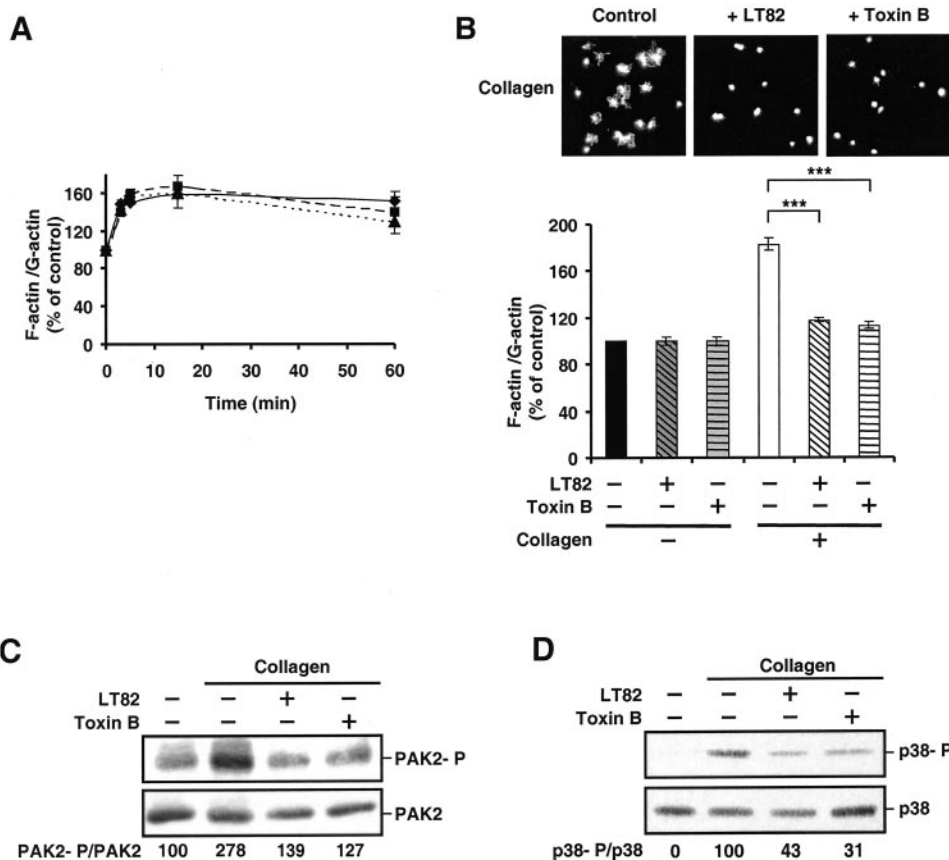 A
F-actin /G-actin
(% of control)
160
120
80
40
0
0 10 20 30 40 50 60
Time (min)
B
Control + LT82 + Toxin B
Collagen
***
***
F-actin /G-actin
(% of control)
200
160
120
80
40
0
LT82 – + – – + –
Toxin B – – + – – +
Collagen – +
C
Collagen
LT82 – – + –
Toxin B – – – +
PAK2- P
PAK2
PAK2- P/PAK2 100 278 139 127
D
Collagen
LT82 – – + –
Toxin B – – – +
p38- P
p38
p38- P/p38 0 100 43 31